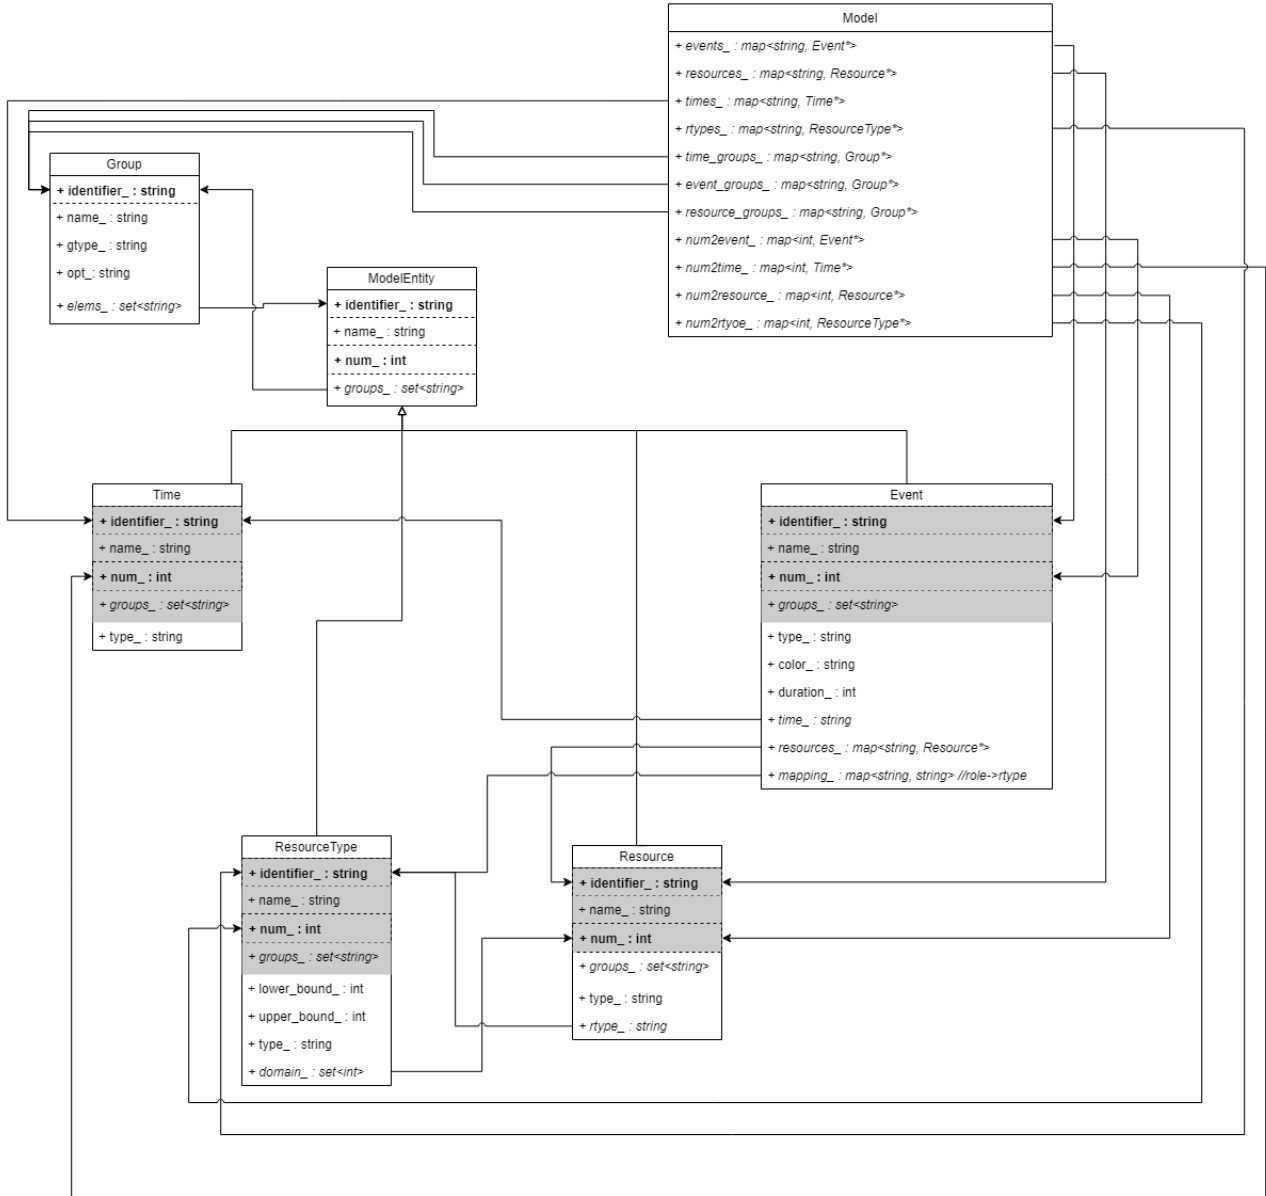 Model
+ events_ : map<string, Event*>
+ resources_ : map<string, Resource*>
+ times_ : map<string, Time*>
+ rtypes_ : map<string, ResourceType*>
+ time_groups_ : map<string, Group*>
+ event_groups_ : map<string, Group*>
+ resource_groups_ : map<string, Group*>
+ num2event_ : map<int, Event*>
+ num2time_ : map<int, Time*>
+ num2resource_ : map<int, Resource*>
+ num2rtyoe_ : map<int, ResourceType*>
Group
+ identifier_ : string
+ name_ : string
+ gtype_ : string
+ opt_: string
+ elems_ : set<string>
ModelEntity
+ identifier_ : string
+ name_ : string
+ num_ : int
+ groups_ : set<string>
Time
+ identifier_ : string
+ name_ : string
+ num_ : int
+ groups_ : set<string>
+ type_ : string
Event
+ identifier_ : string
+ name_ : string
+ num_ : int
+ groups_ : set<string>
+ type_ : string
+ color_ : string
+ duration_ : int
+ time_ : string
+ resources_ : map<string, Resource*>
+ mapping_ : map<string, string> //role->rtype
ResourceType
+ identifier_ : string
+ name_ : string
+ num_ : int
+ groups_ : set<string>
+ lower_bound_ : int
+ upper_bound_ : int
+ type_ : string
+ domain_ : set<int>
Resource
+ identifier_ : string
+ name_ : string
+ num_ : int
+ groups_ : set<string>
+ type_ : string
+ rtype_ : string